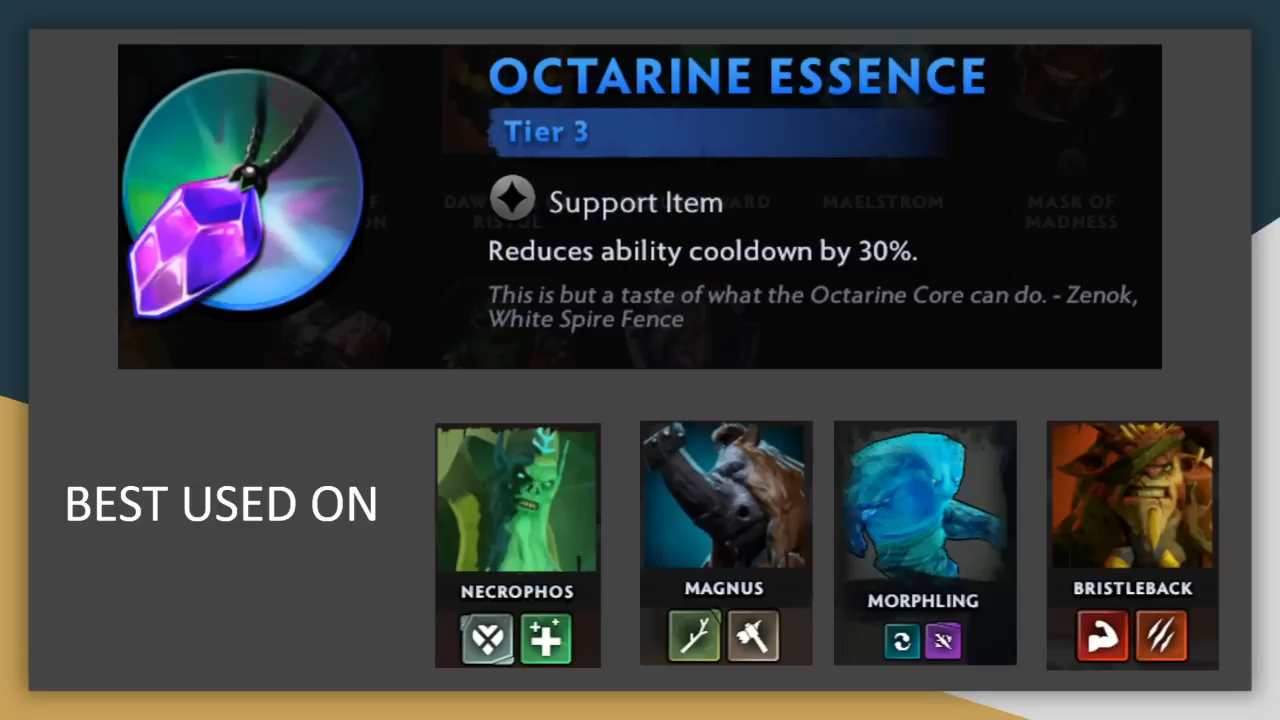 OCTARINE ESSENCE
Tier 3
Support Item
Reduces ability cooldown by 30%.
This is but a taste of what the Octarine Core can do. - Zenok,
White Spire Fence
MAELSTROM
MASK OF
MADNESS
BEST USED ON
NECROPHOS
MAGNUS
MORPHLING
BRISTLEBACK